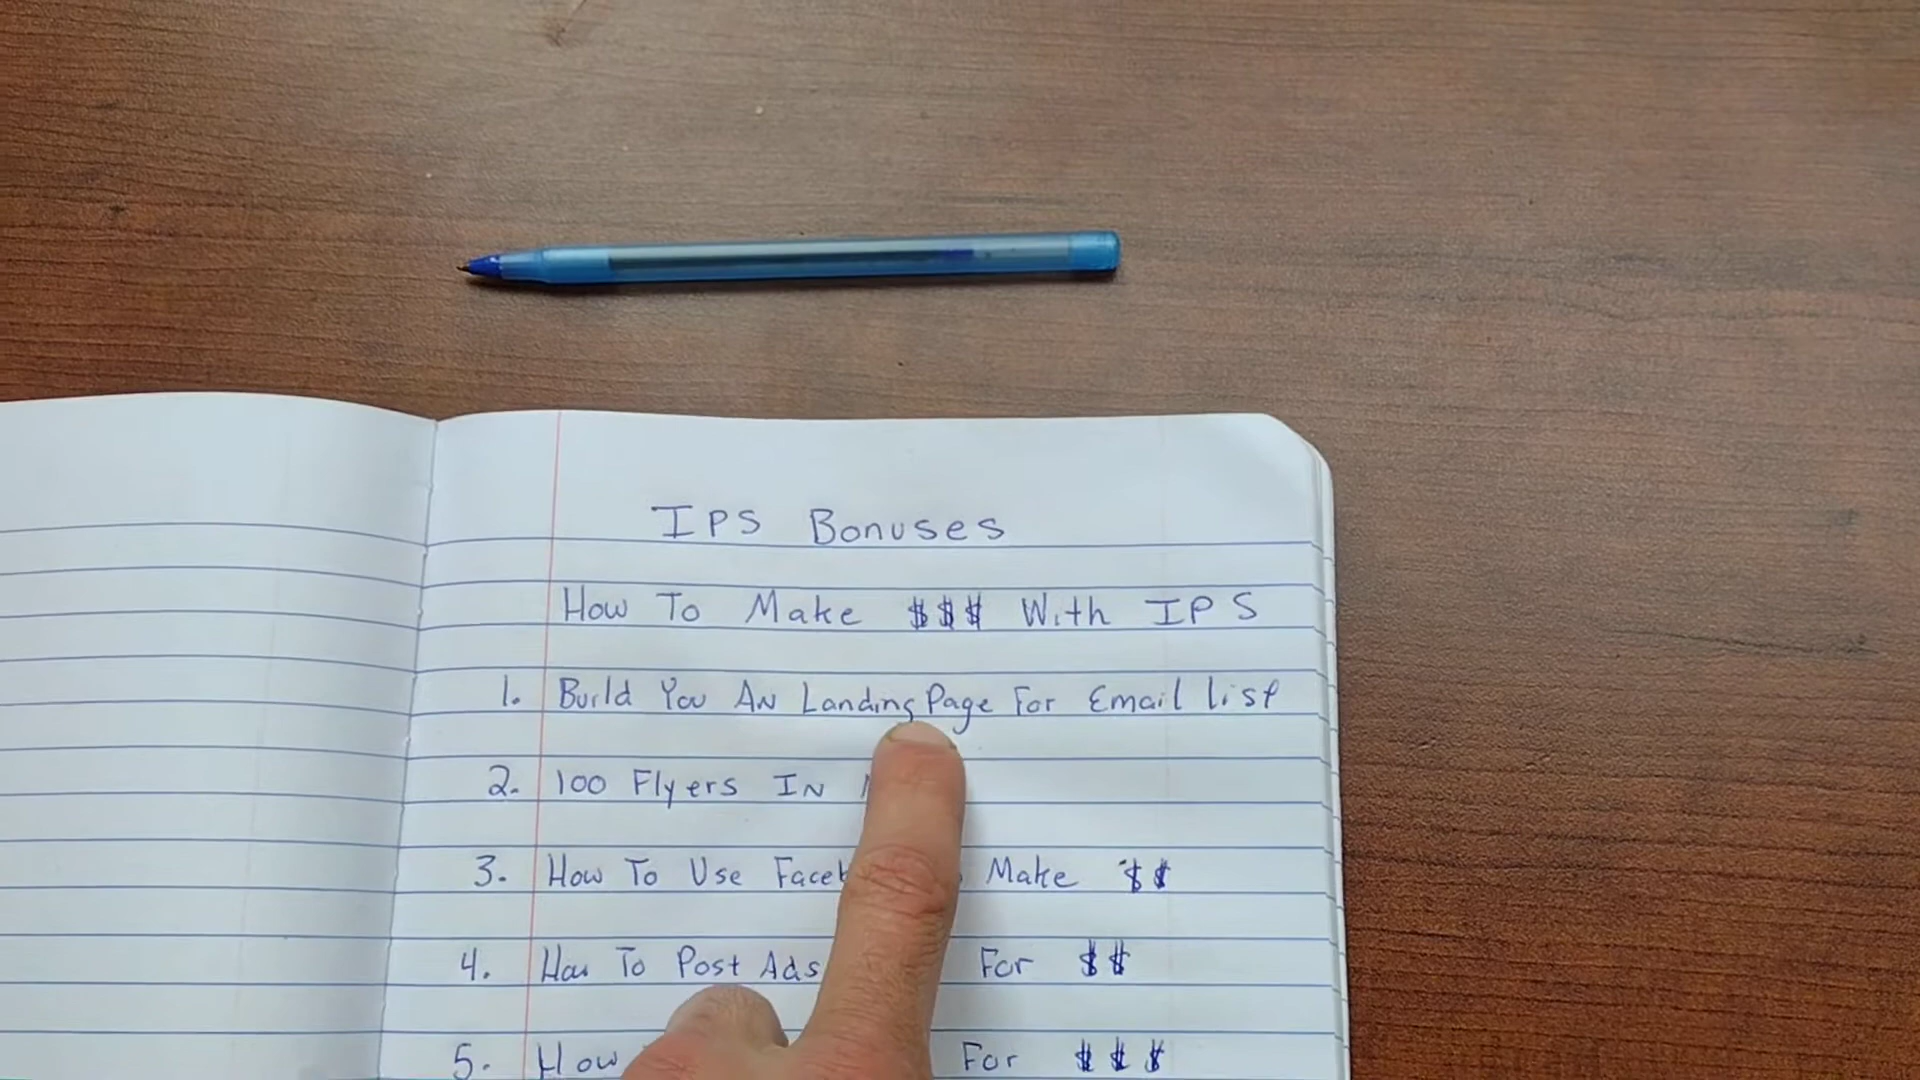 IPS Bonuses
How To Make $$$ With IPS
1. Build You An Landing Page For Email list
2. 100 Flyers In
3. How To Use Make $$
4. How To Post Ads For $$
5. How For $$$